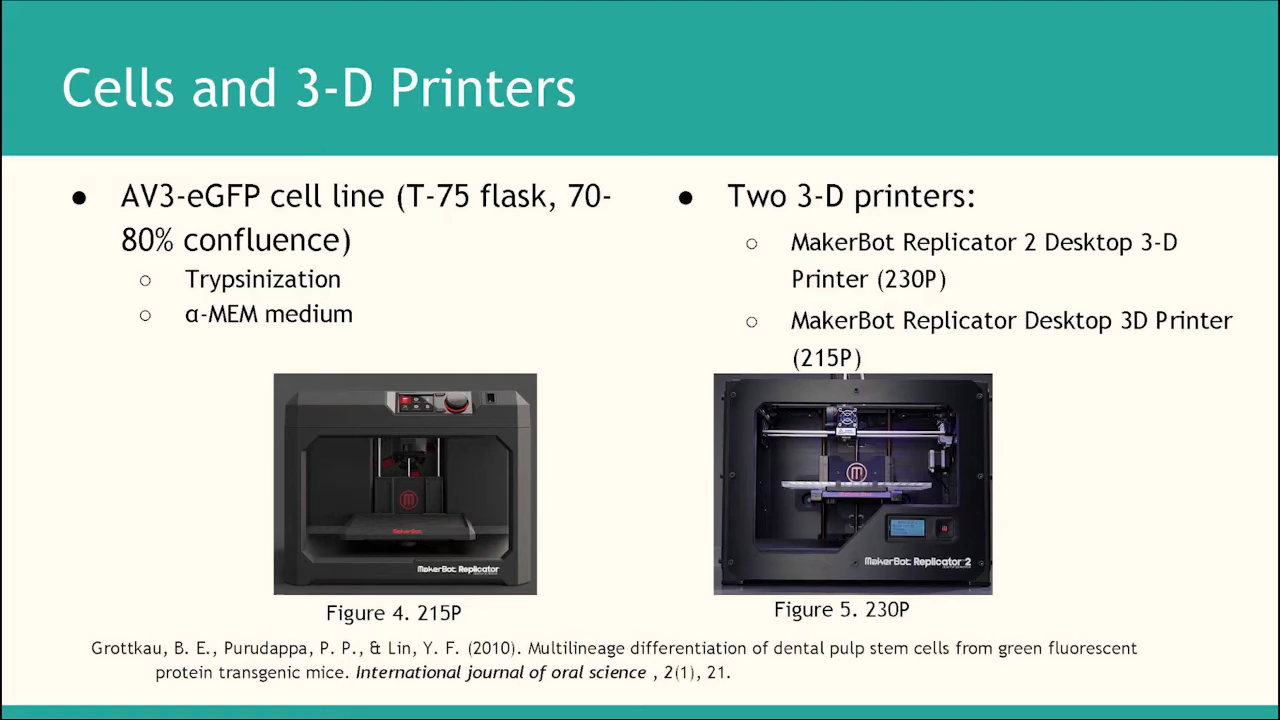 Cells and 3-D Printers
● AV3-eGFP cell line (T-75 flask, 70-
80% confluence)
○ Trypsinization
○ α-MEM medium
● Two 3-D printers:
○ MakerBot Replicator 2 Desktop 3-D
Printer (230P)
○ MakerBot Replicator Desktop 3D Printer
(215P)
MakerBot
MakerBot Replicator
Figure 4. 215P
MakerBot Replicator 2
Figure 5. 230P
Grottkau, B. E., Purudappa, P. P., & Lin, Y. F. (2010). Multilineage differentiation of dental pulp stem cells from green fluorescent
protein transgenic mice. International journal of oral science , 2(1), 21.